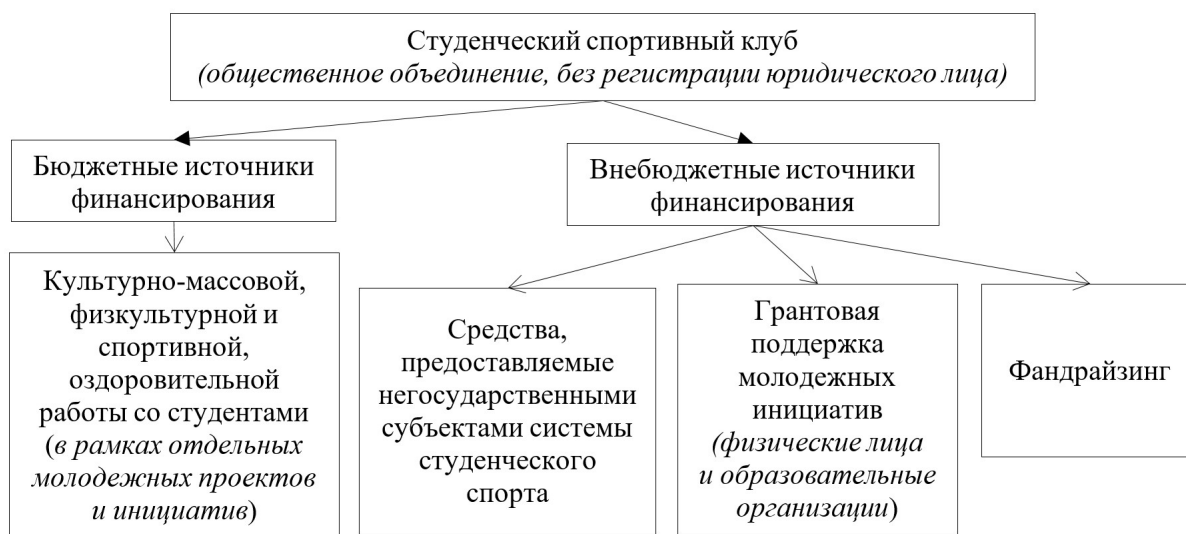 Студенческий спортивный клуб
(общественное объединение, без регистрации юридического лица)
Бюджетные источники
финансирования
Внебюджетные источники
финансирования
Культурно-массовой,
физкультурной и
спортивной,
оздоровительной
работы со студентами
(в рамках отдельных
молодежных проектов
и инициатив)
Средства,
предоставляемые
негосударственными
субъектами системы
студенческого
спорта
Грантовая
поддержка
молодежных
инициатив
(физические лица
и образовательные
организации)
Фандрайзинг